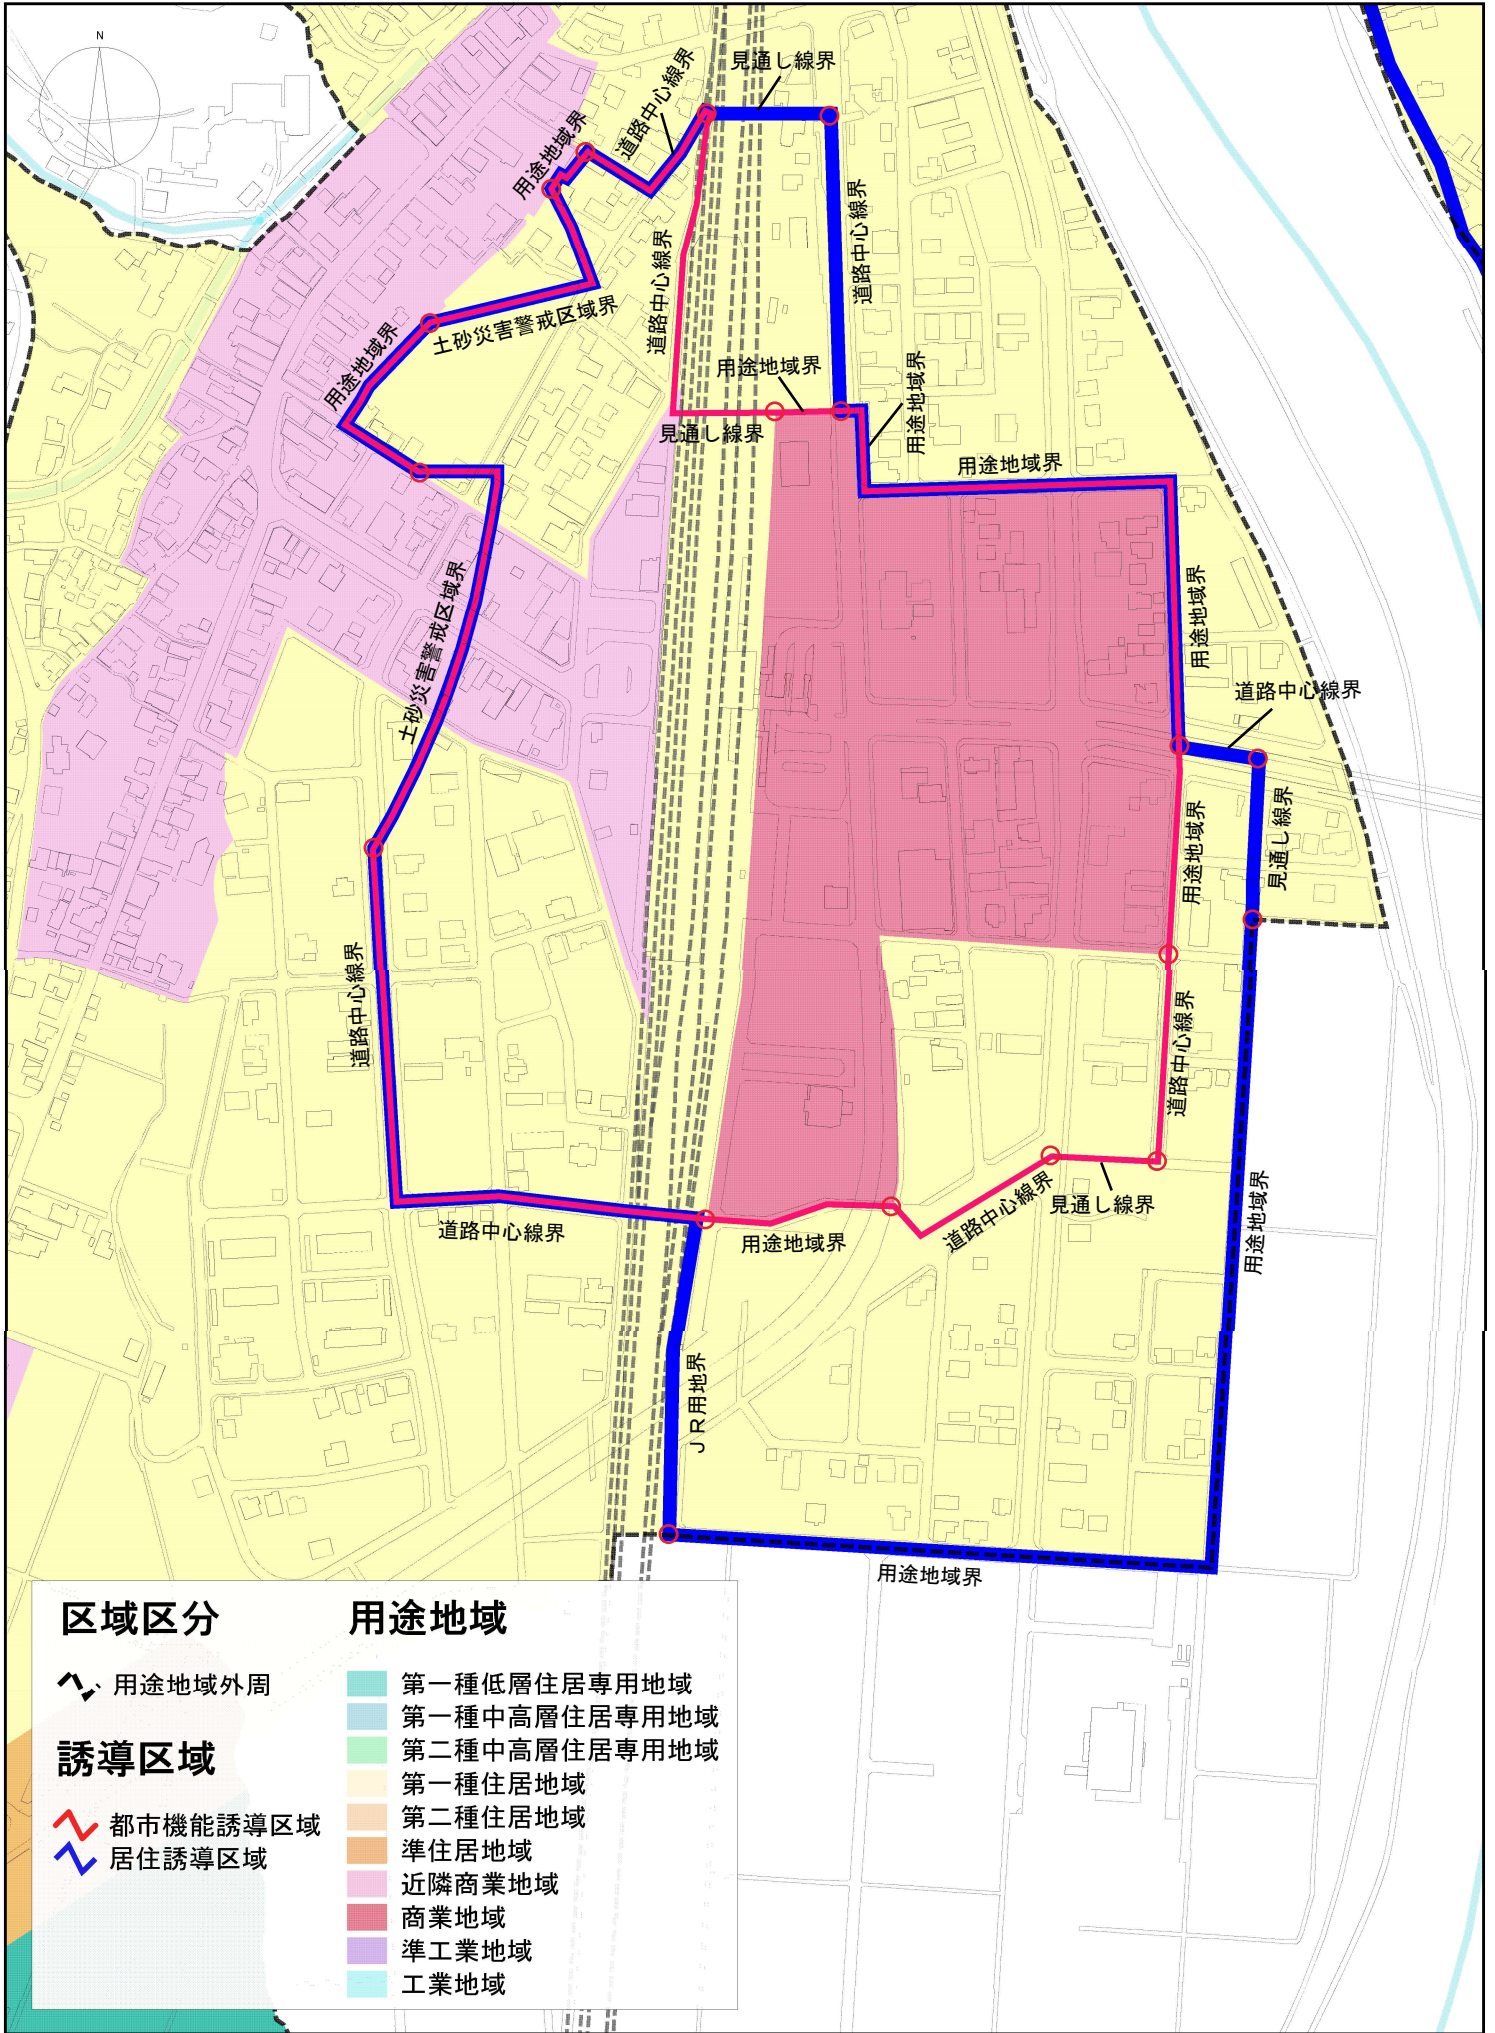 N
見通し線界
道路中心線界
用途地域界
道路中心線界
道路中心線界
土砂災害警戒区域界
用途地域界
用途地域界
見通し線界
用途地域界
用途地域界
土砂災害警戒区域界
用途地域界
道路中心線界
用途地域界
見通し線界
道路中心線界
道路中心線界
道路中心線界
見通し線界
用途地域界
道路中心線界
用途地域界
JR用地界
用途地域界
区域区分
用途地域外周
誘導区域
都市機能誘導区域
居住誘導区域
用途地域
第一種低層住居専用地域
第一種中高層住居専用地域
第二種中高層住居専用地域
第一種住居地域
第二種住居地域
準住居地域
近隣商業地域
商業地域
準工業地域
工業地域